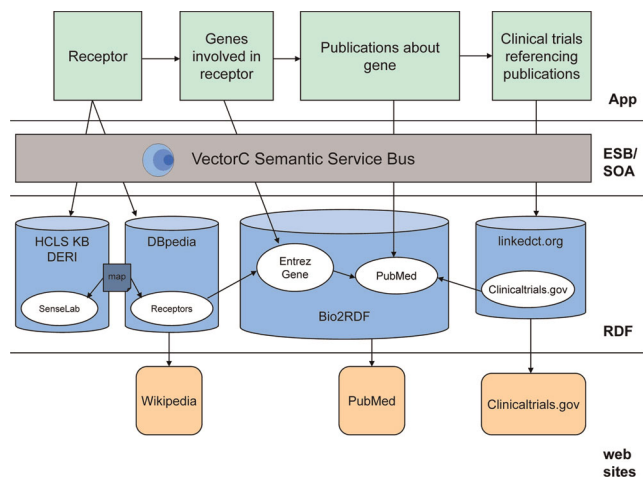 Receptor
Genes
involved in
receptor
Publications about
gene
Clinical trials
referencing
publications
App
VectorC Semantic Service Bus
ESB/
SOA
HCLS KB
DERI
DBpedia
linkedct.org
map
Entrez
Gene
PubMed
SenseLab
Receptors
Clinicaltrials.gov
Bio2RDF
RDF
Wikipedia
PubMed
Clinicaltrials.gov
web
sites